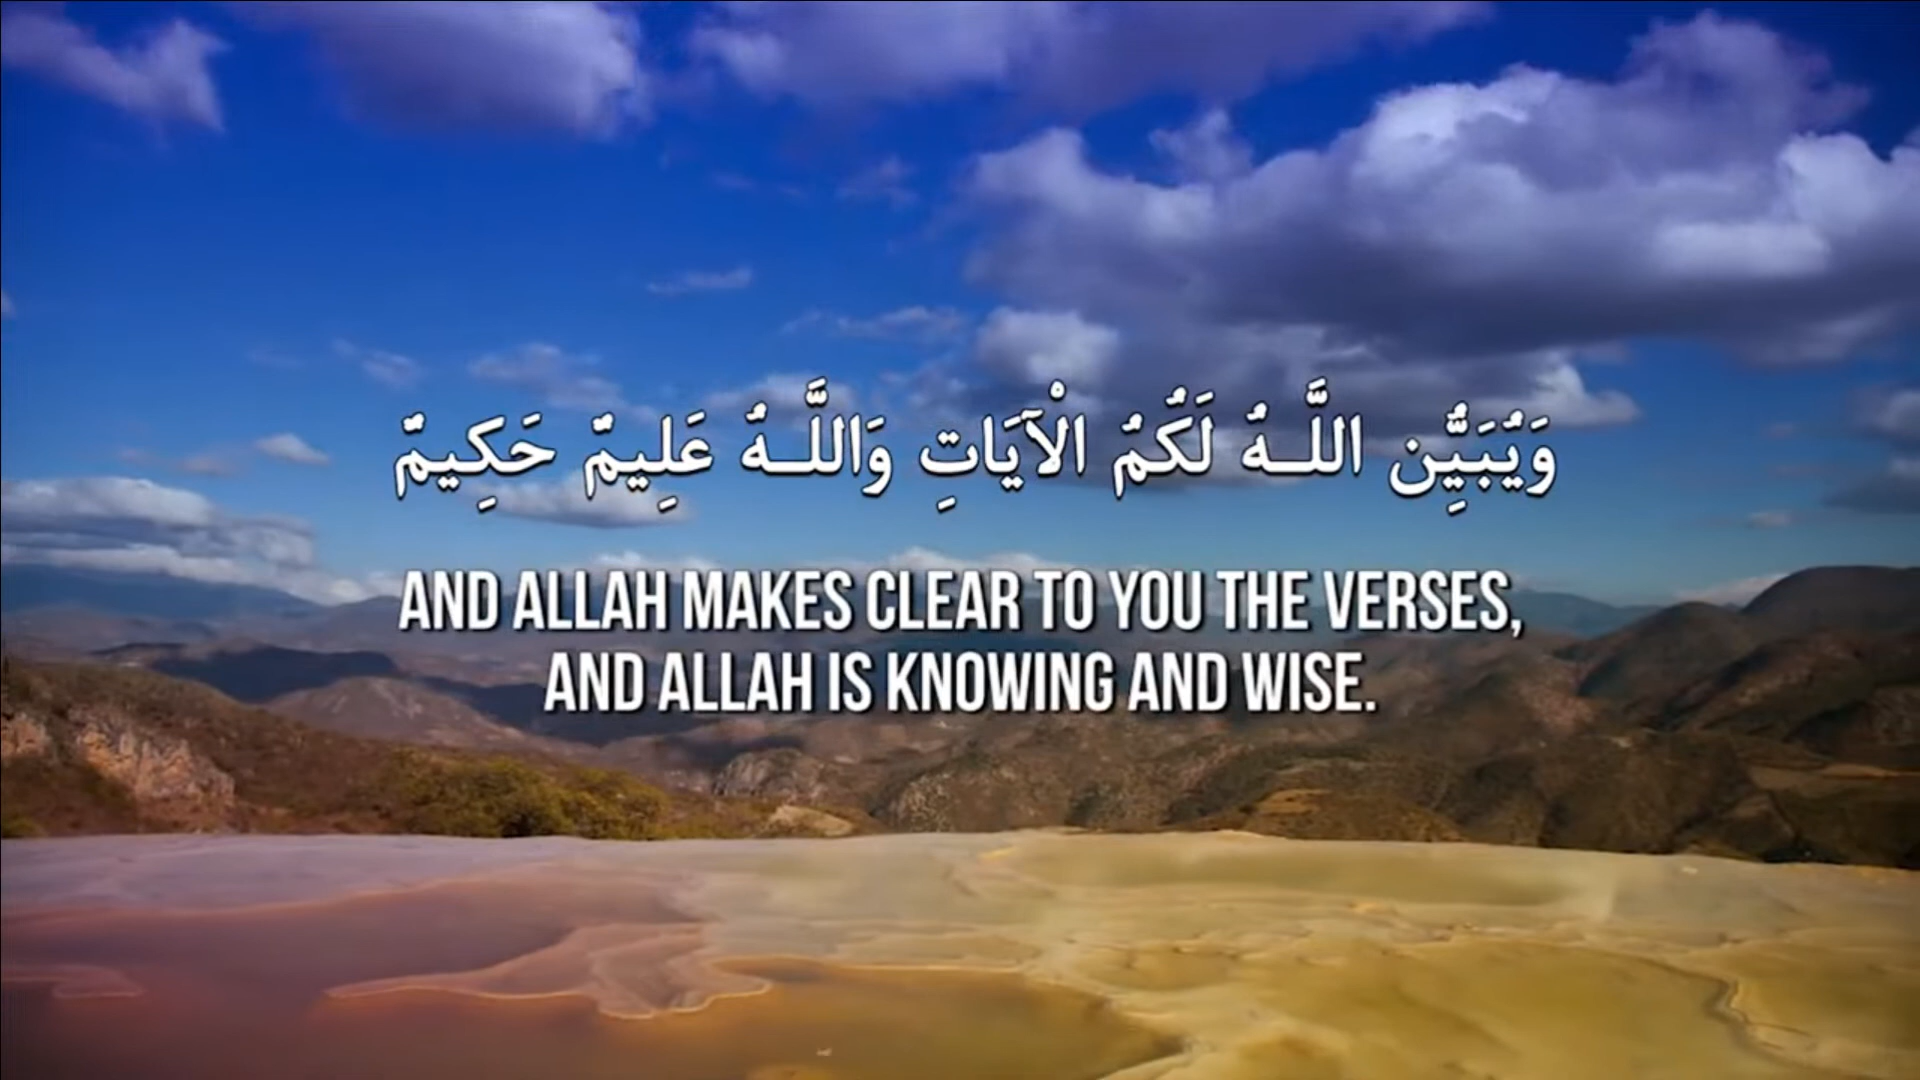 وَيُبَيِّن اللَّـهُ لَكُمُ الْآيَاتِ وَاللَّـهُ عَلِيمٌ حَكِيمٌ
AND ALLAH MAKES CLEAR TO YOU THE VERSES,
AND ALLAH IS KNOWING AND WISE.